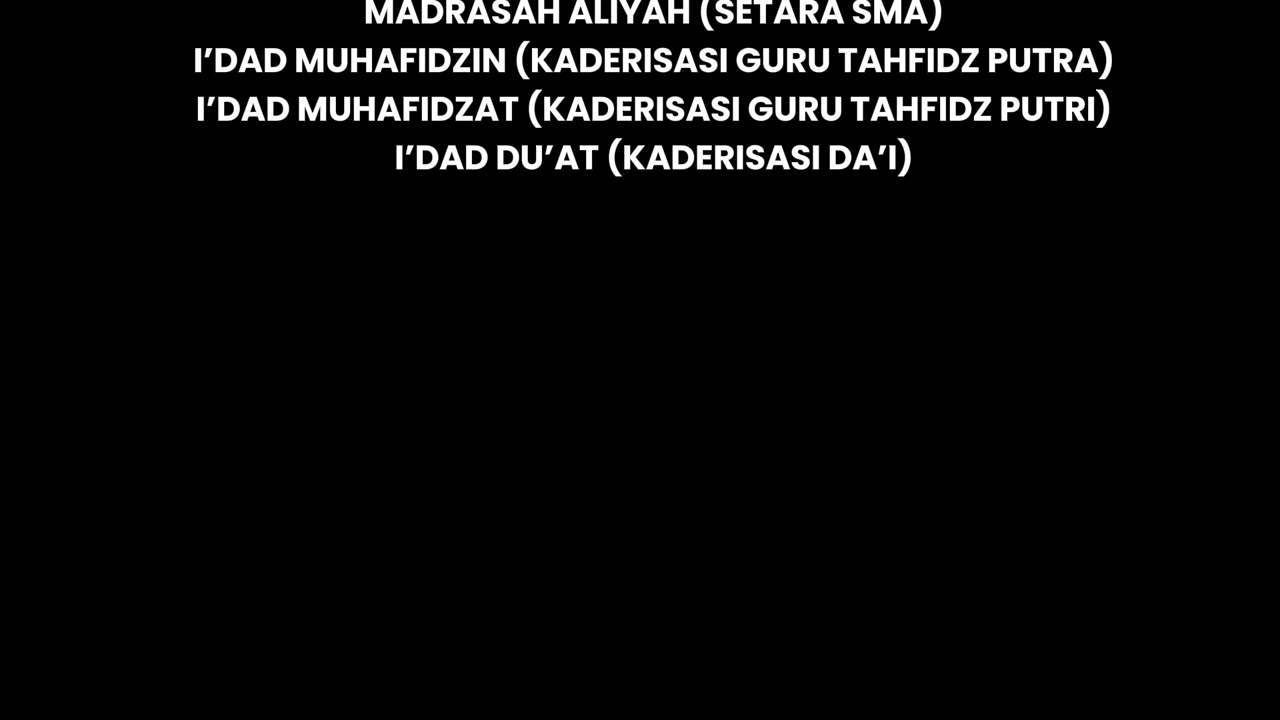 MADRASAH ALIYAH (SETARA SMA)
I’DAD MUHAFIDZIN (KADERISASI GURU TAHFIDZ PUTRA)
I’DAD MUHAFIDZAT (KADERISASI GURU TAHFIDZ PUTRI)
I’DAD DU’AT (KADERISASI DA’I)